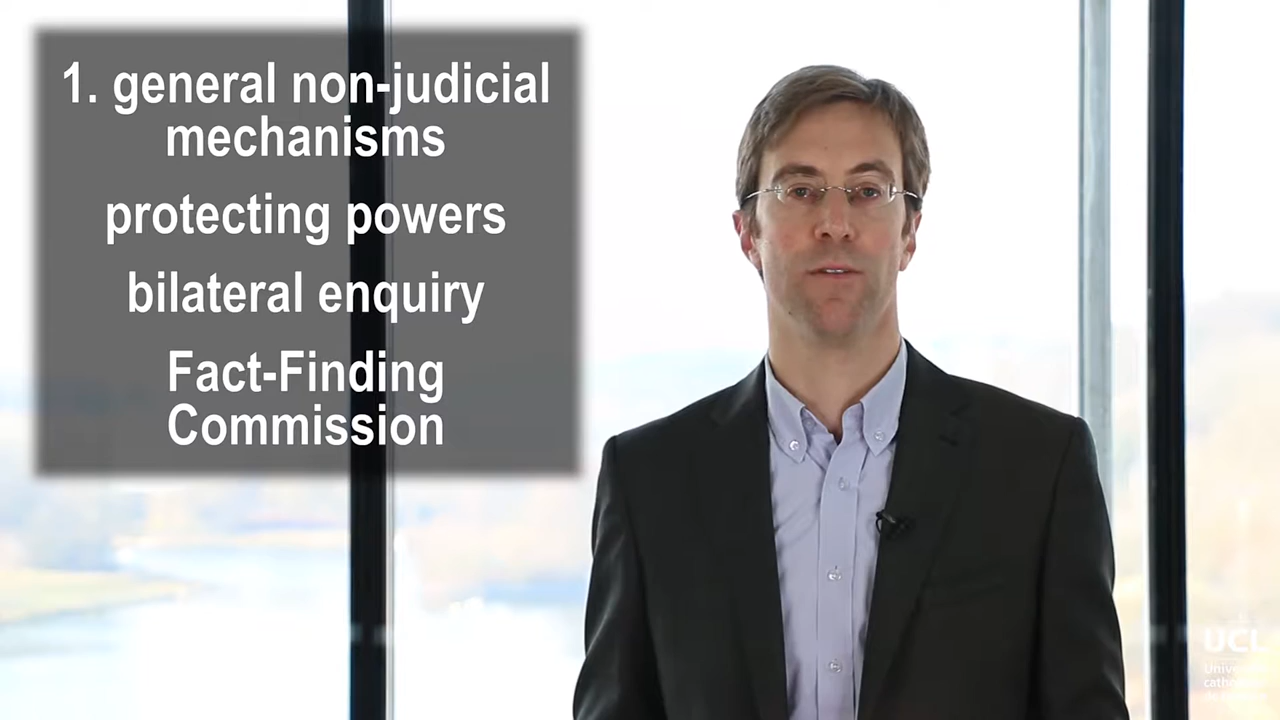 1. general non-judicial
mechanisms
protecting powers
bilateral enquiry
Fact-Finding
Commission
UCL